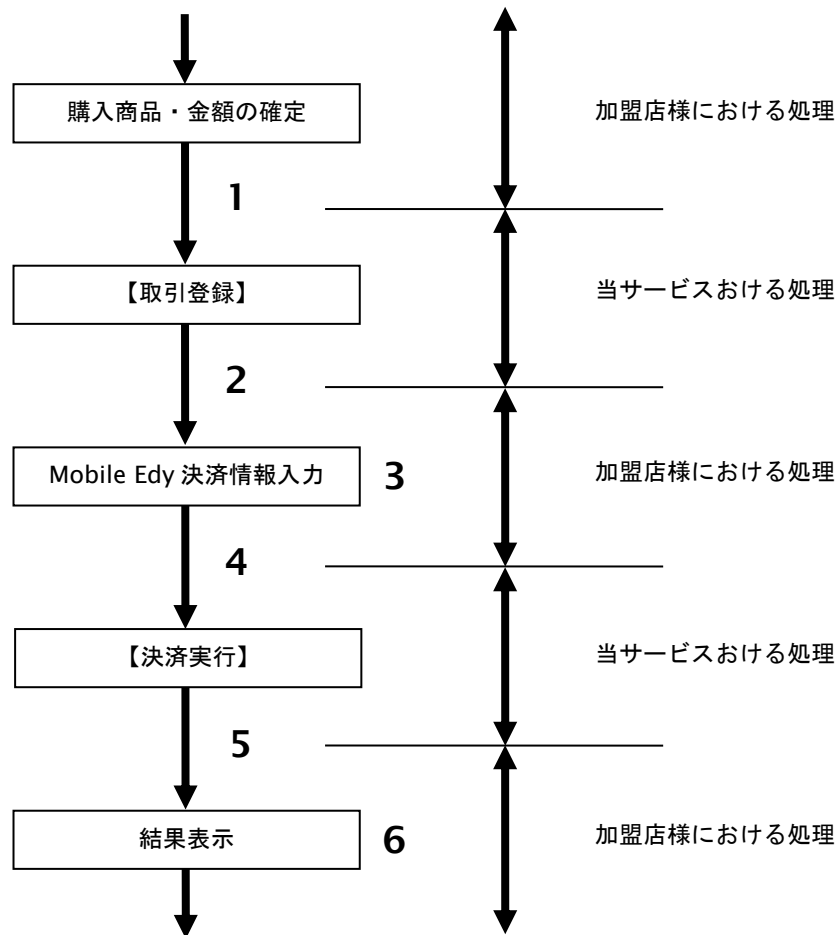 購入商品・金額の確定
加盟店様における処理
1
【取引登録】
当サービスおける処理
2
Mobile Edy 決済情報入力
3
加盟店様における処理
4
【決済実行】
当サービスおける処理
5
結果表示
6
加盟店様における処理